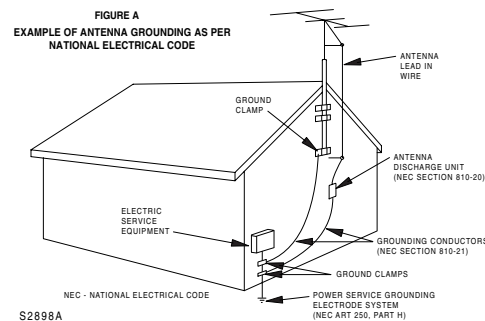 FIGURE A
EXAMPLE OF ANTENNA GROUNDING AS PER
NATIONAL ELECTRICAL CODE
ANTENNA
LEAD IN
WIRE
GROUND
CLAMP
ANTENNA
DISCHARGE UNIT
(NEC SECTION 810-20)
ELECTRIC
SERVICE
EQUIPMENT
GROUNDING CONDUCTORS
(NEC SECTION 810-21)
GROUND CLAMPS
NEC - NATIONAL ELECTRICAL CODE
POWER SERVICE GROUNDING
ELECTRODE SYSTEM
(NEC ART 250, PART H)
S2898A